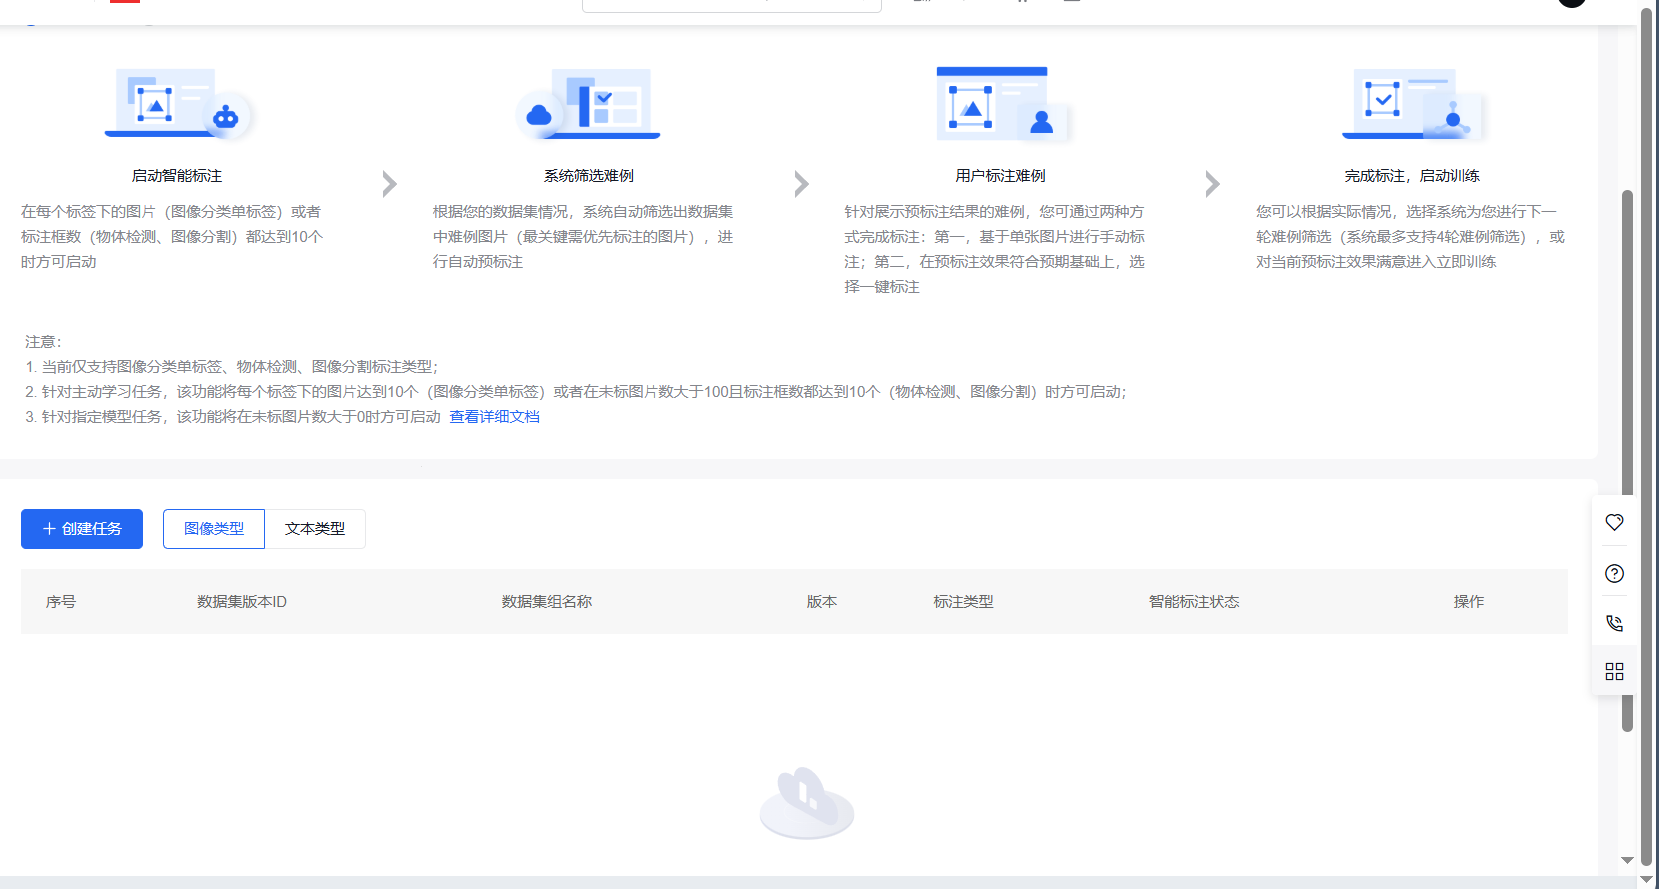 启动智能标注
在每个标签下的图片（图像分类单标签）或者
标注框数（物体检测、图像分割）都达到10个
时方可启动
系统筛选难例
根据您的数据集情况，系统自动筛选出数据集
中难例图片（最关键需优先标注的图片），进
行自动预标注
用户标注难例
针对展示预标注结果的难例，您可通过两种方
式完成标注：第一，基于单张图片进行手动标
注；第二，在预标注效果符合预期基础上，选
择一键标注
完成标注，启动训练
您可以根据实际情况，选择系统为您进行下一
轮难例筛选（系统最多支持4轮难例筛选），或
对当前预标注效果满意进入立即训练
注意：
1. 当前仅支持图像分类单标签、物体检测、图像分割标注类型；
2. 针对主动学习任务，该功能将每个标签下的图片达到10个（图像分类单标签）或者在未标图片数大于100且标注框数都达到10个（物体检测、图像分割）时方可启动；
3. 针对指定模型任务，该功能将在未标图片数大于0时方可启动 查看详细文档
创建任务 图像类型 文本类型
序号 数据集版本ID 数据集组名称 版本 标注类型 智能标注状态 操作